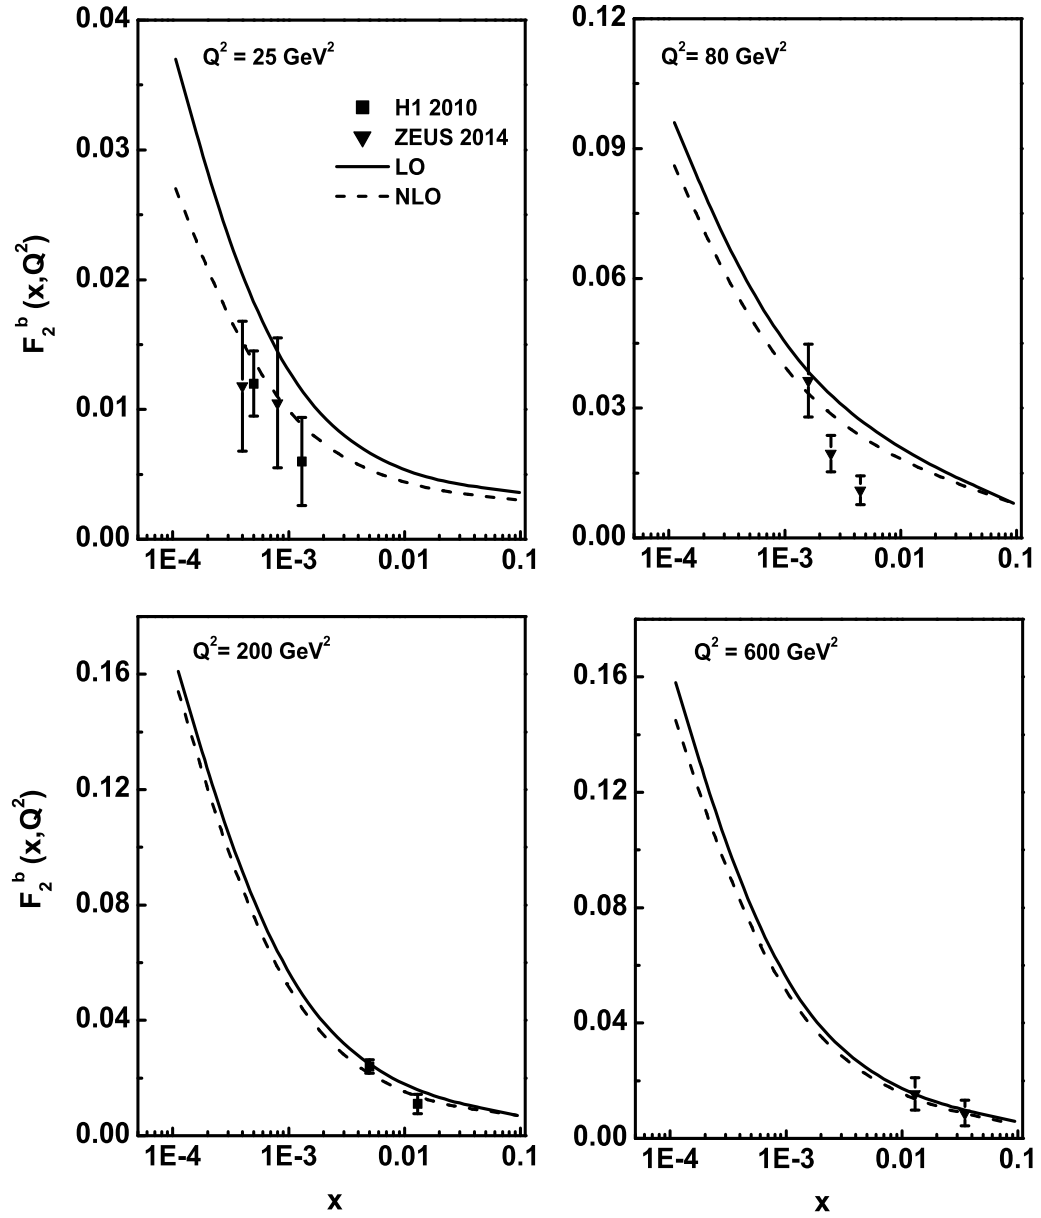 Q² = 25 GeV²
H1 2010
ZEUS 2014
LO
NLO
0.04
0.03
0.02
0.01
0.00
1E-4 1E-3 0.01 0.1
F₂ᵇ (x,Q²)
Q²= 80 GeV²
0.12
0.09
0.06
0.03
0.00
1E-4 1E-3 0.01 0.1
Q²= 200 GeV²
0.16
0.12
0.08
0.04
0.00
1E-4 1E-3 0.01 0.1
F₂ᵇ (x,Q²)
x
Q² = 600 GeV²
0.16
0.12
0.08
0.04
0.00
1E-4 1E-3 0.01 0.1
x